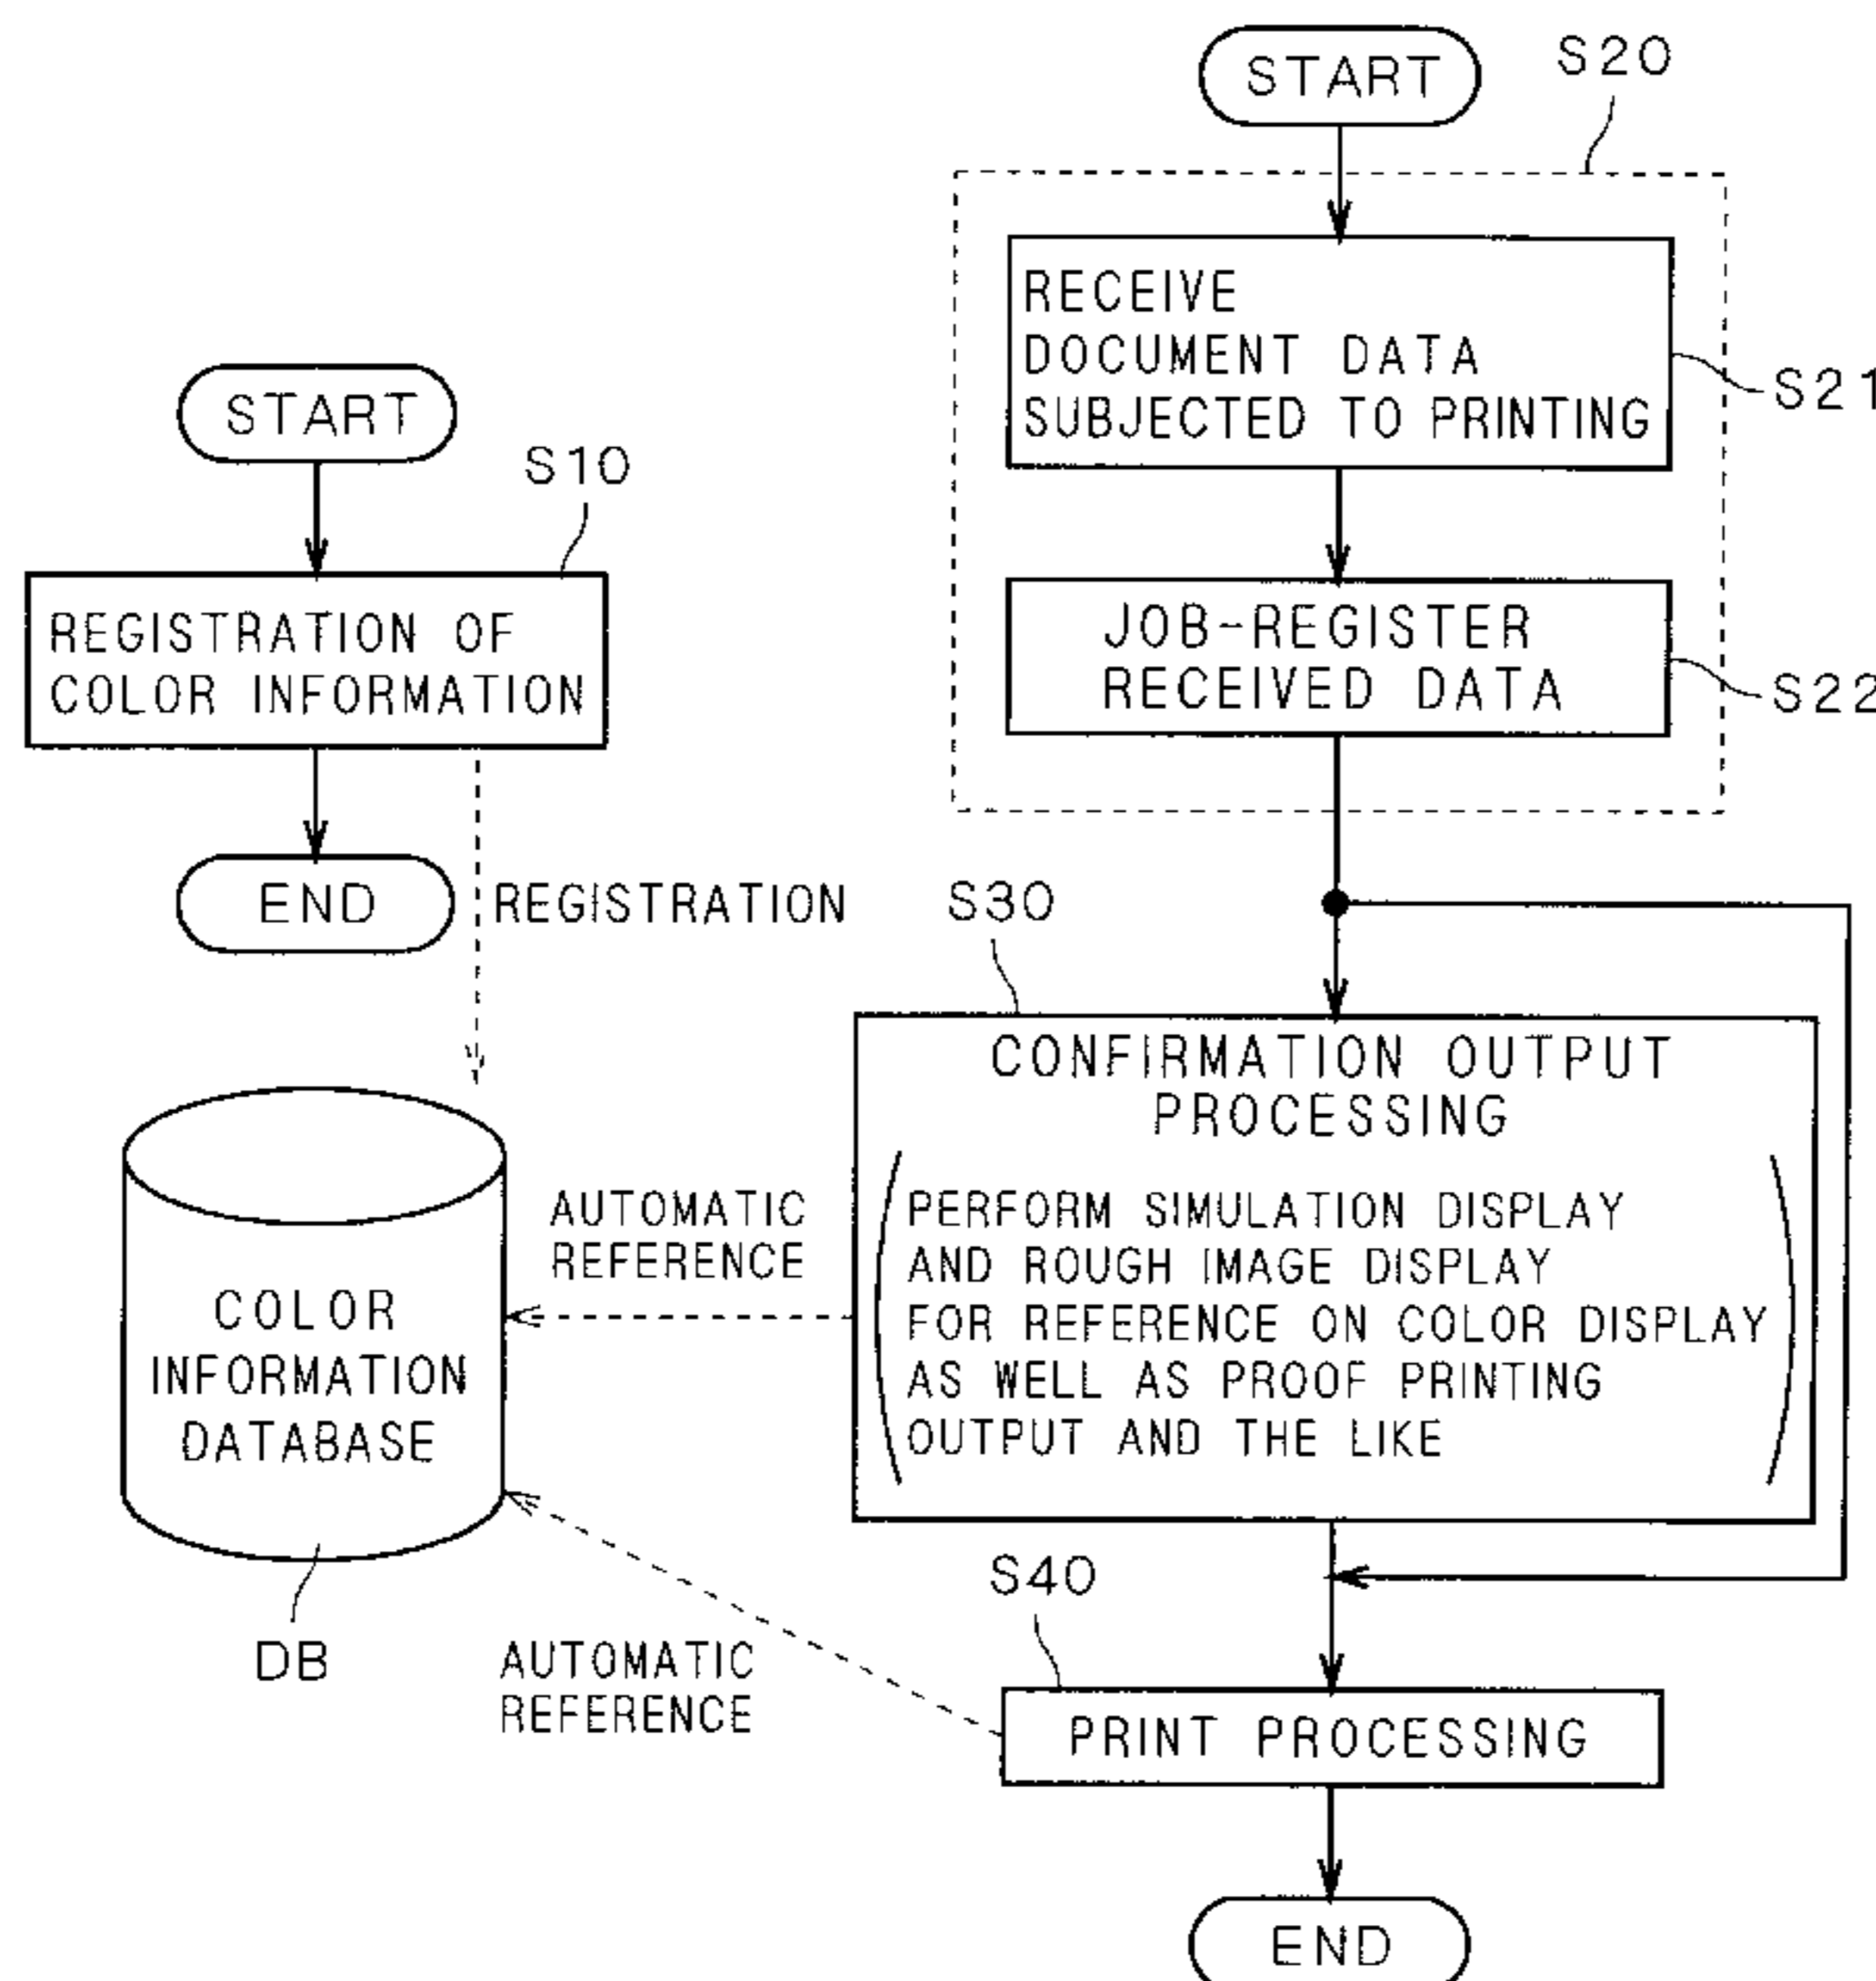 START
S10
REGISTRATION OF
COLOR INFORMATION
END
REGISTRATION
COLOR
INFORMATION
DATABASE
DB
AUTOMATIC
REFERENCE
AUTOMATIC
REFERENCE
START
S20
RECEIVE
DOCUMENT DATA
SUBJECTED TO PRINTING
S21
JOB-REGISTER
RECEIVED DATA
S22
S30
CONFIRMATION OUTPUT
PROCESSING
PERFORM SIMULATION DISPLAY
AND ROUGH IMAGE DISPLAY
FOR REFERENCE ON COLOR DISPLAY
AS WELL AS PROOF PRINTING
OUTPUT AND THE LIKE
S40
PRINT PROCESSING
END